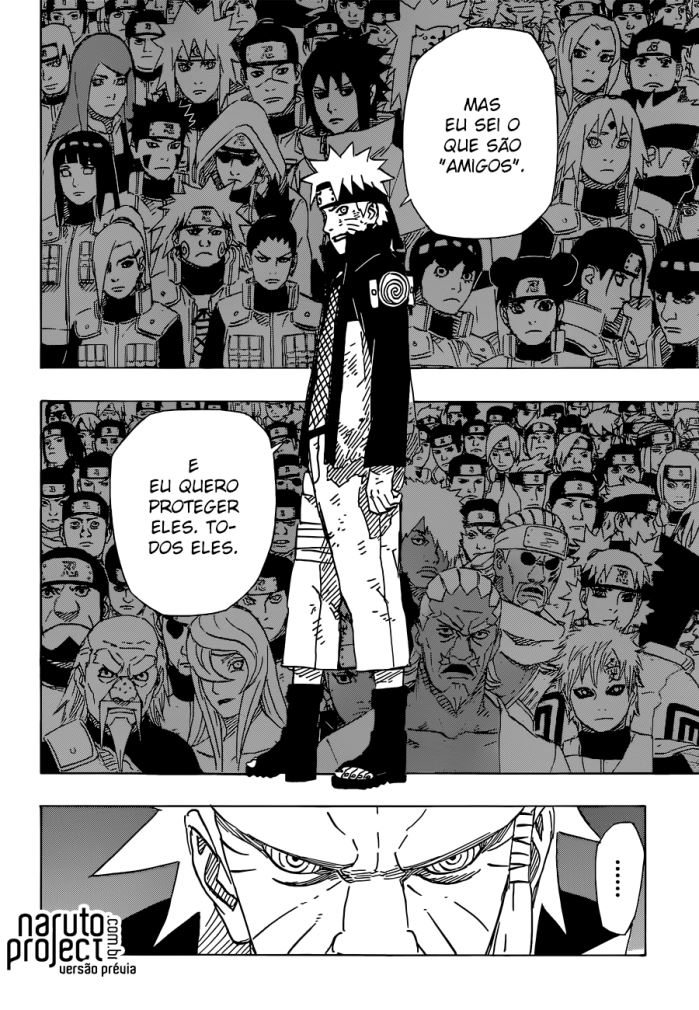 MAS
EU SEI O
QUE SÃO
"AMIGOS".
E
EU QUERO
PROTEGER
ELES. TO-
DOS ELES.
........
naruto
project
.com.br
versão prévia